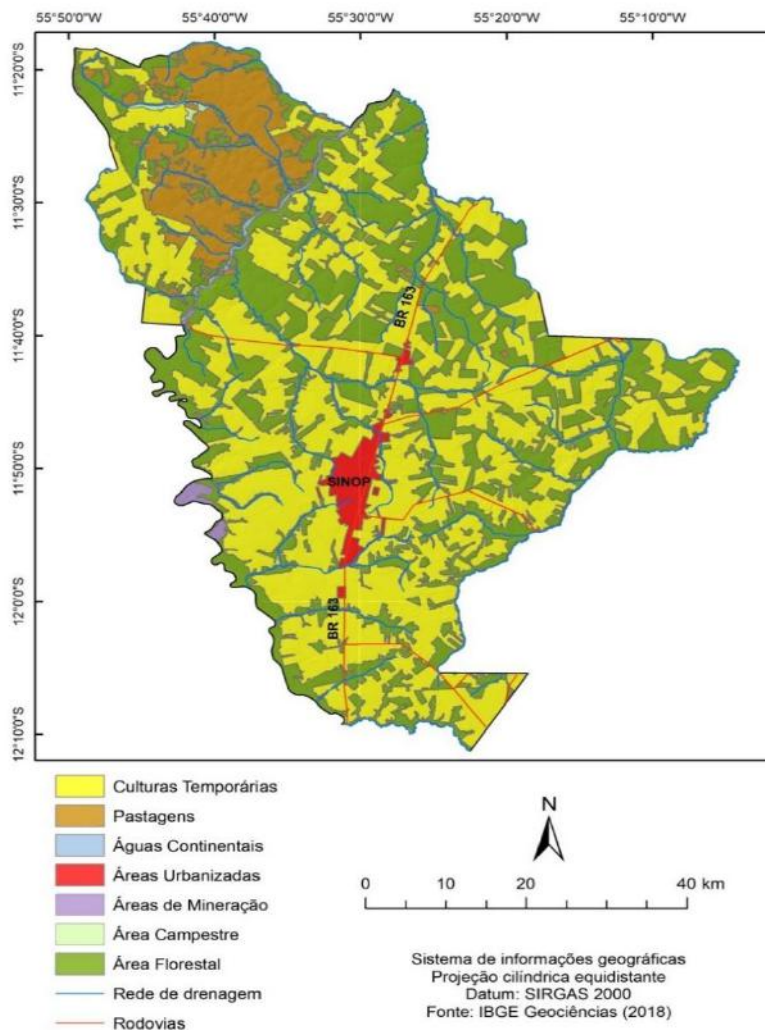 55°50'0"O 55°40'0"O 55°30'0"O 55°20'0"O 55°10'0"O
11°20'0"S
11°30'0"S
11°40'0"S
11°50'0"S
12°0'0"S
12°10'0"S
BR 163
SINOP
BR 163
Culturas Temporárias
Pastagens
Águas Continentais
Áreas Urbanizadas
Áreas de Mineração
Área Campestre
Área Florestal
Rede de drenagem
Rodovias
N
0 10 20 40 km
Sistema de informações geográficas
Projeção cilíndrica equidistante
Datum: SIRGAS 2000
Fonte: IBGE Geociências (2018)